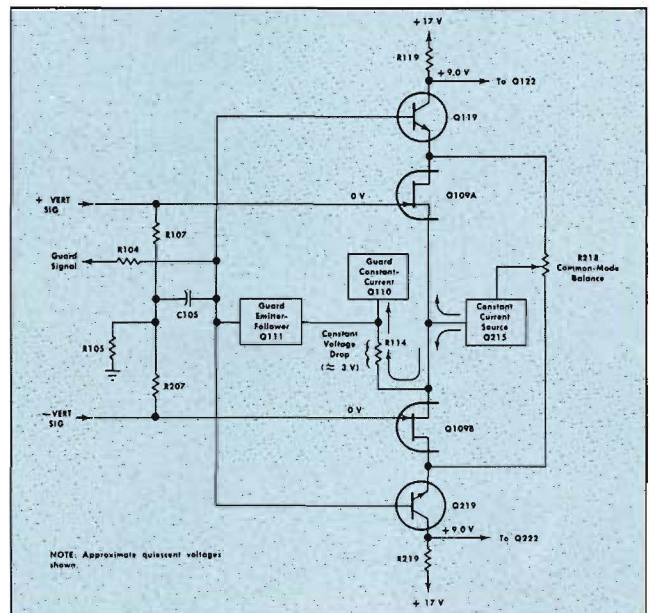 + 17 V
R119
+ 9.0 V
To Q122
Q119
+ VERT
SIG
0 V
Q109A
R107
R104
Guard
Signal
Guard
Constant-
Current
Q110
R218
Common-Mode
Balance
C105
Guard
Emitter-
Follower
Q111
Constant
Voltage
Drop
(≈ 3 V)
R114
Constant
Current
Source
Q215
R105
R207
— VERT
SIG
0 V
Q109B
Q219
+ 9.0 V
To Q222
R219
+ 17 V
NOTE: Approximate quiescent voltages
shown.